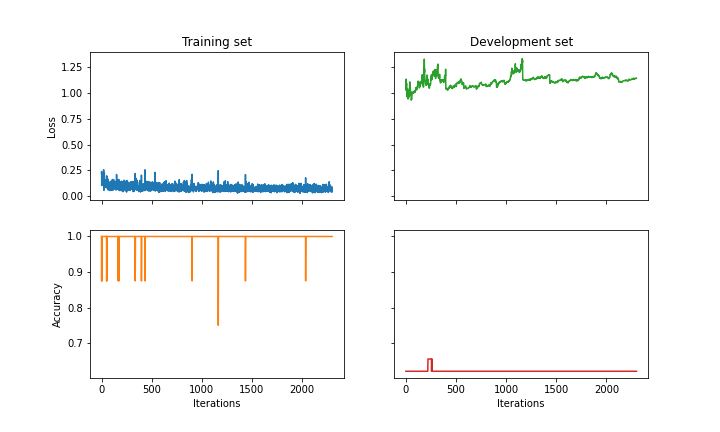 Training set
Development set
1.25
1.00
0.75
0.50
0.25
0.00
Loss
1.0
0.9
0.8
0.7
Accuracy
0 500 1000 1500 2000
0 500 1000 1500 2000
Iterations
Iterations